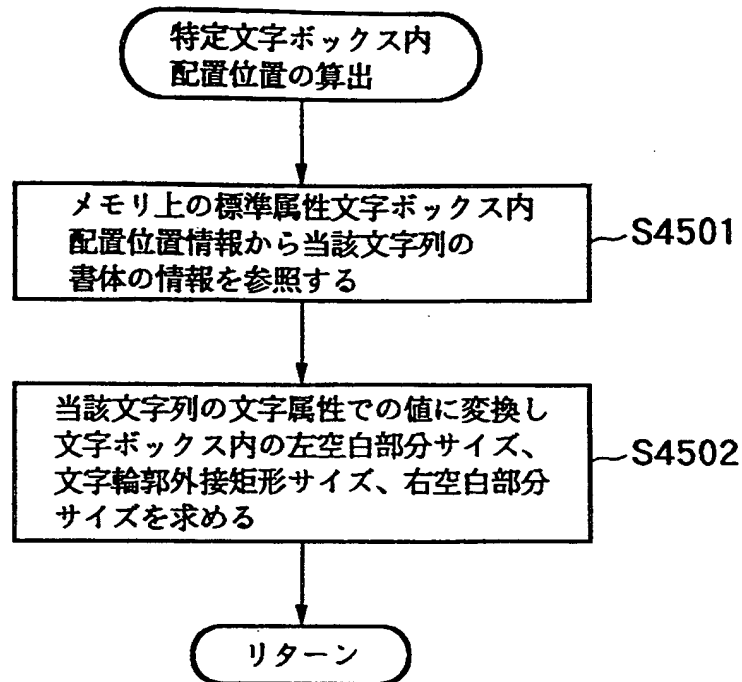 特定文字ボックス内
配置位置の算出
メモリ上の標準属性文字ボックス内
配置位置情報から当該文字列の
書体の情報を参照する
S4501
当該文字列の文字属性での値に変換し
文字ボックス内の左空白部分サイズ、
文字輪郭外接矩形サイズ、右空白部分
サイズを求める
S4502
リターン